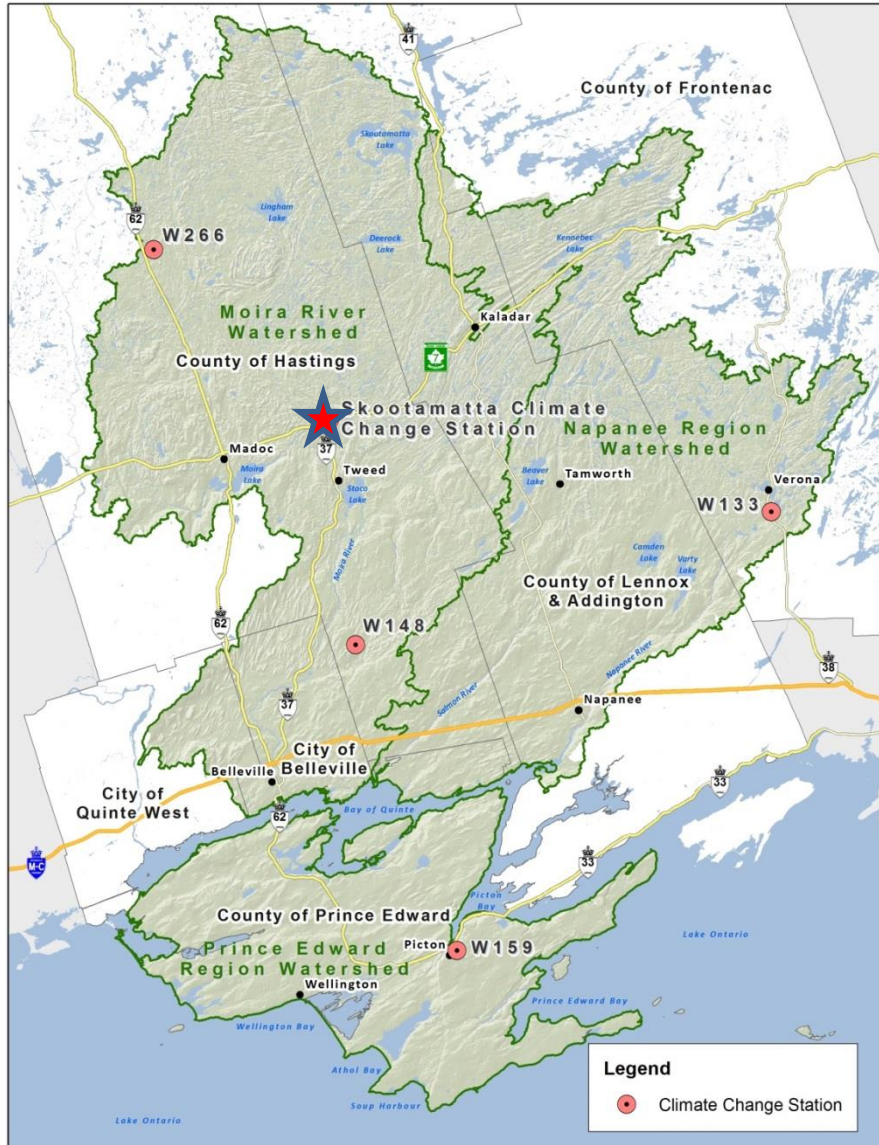 41
County of Frontenac
Skoutamatta
Lake
Lingham
Lake
62
W266
Deerock
Lake
Kennebec
Lake
Moira River
Watershed
County of Hastings
Kaladar
7
Skootamatta Climate
Change Station
Napanee Region
Watershed
37
Madoc
Moira
Lake
Tweed
Stoco
Lake
Beaver
Lake
Tamworth
Verona
W133
Moira River
Camden
Lake
Varty
Lake
County of Lennox
& Addington
62
W148
Salmon River
Napanee River
38
37
Napanee
City of
Belleville
Belleville
City of
Quinte West
62
Bay of Quinte
33
M-C
33
Picton
Bay
County of Prince Edward
Picton
W159
Lake Ontario
Prince Edward
Region Watershed
Wellington
Prince Edward Bay
Wellington Bay
Athol Bay
Soup Harbour
Lake Ontario
Legend
Climate Change Station